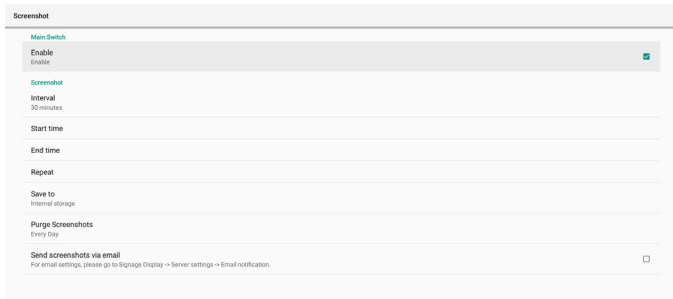 Screenshot
Main Switch
Enable
Enable
Screenshot
Interval
30 minutes
Start time
End time
Repeat
Save to
Internal storage
Purge Screenshots
Every Day
Send screenshots via email
For email settings, please go to Signage Display -> Server settings -> Email notification.